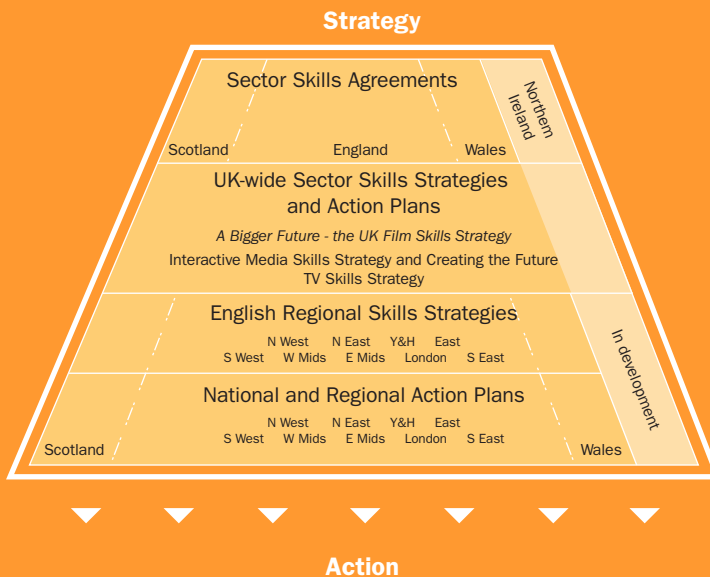 Strategy
Sector Skills Agreements
Northern
Ireland
Scotland
England
Wales
UK-wide Sector Skills Strategies
and Action Plans
A Bigger Future - the UK Film Skills Strategy
Interactive Media Skills Strategy and Creating the Future
TV Skills Strategy
English Regional Skills Strategies
N West N East Y&H East
S West W Mids E Mids London S East
In development
National and Regional Action Plans
N West N East Y&H East
S West W Mids E Mids London S East
Scotland
Wales
Action